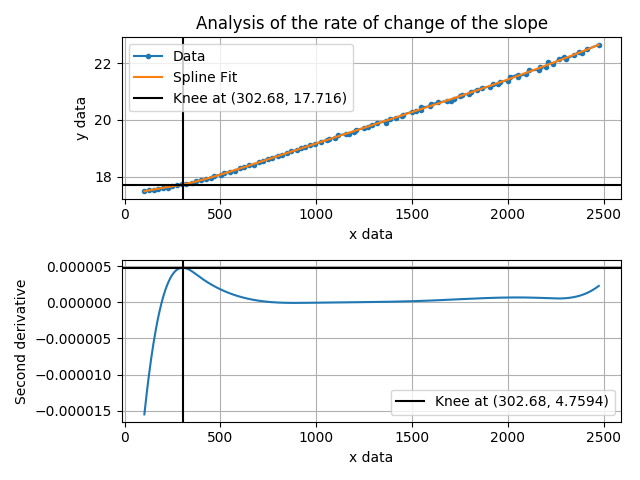 Analysis of the rate of change of the slope
22
20
18
y data
Data
Spline Fit
Knee at (302.68, 17.716)
0 500 1000 1500 2000 2500
x data
0.000005
0.000000
−0.000005
−0.000010
−0.000015
Second derivative
Knee at (302.68, 4.7594)
0 500 1000 1500 2000 2500
x data